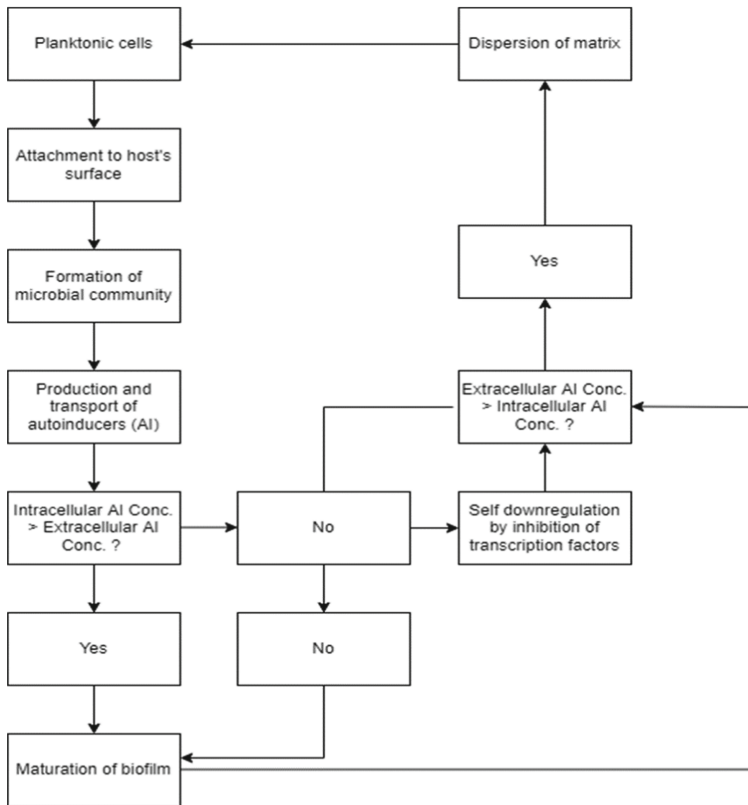 Planktonic cells
Dispersion of matrix
Attachment to host's
surface
Formation of
microbial community
Yes
Production and
transport of
autoinducers (AI)
Extracellular AI Conc.
> Intracellular AI
Conc. ?
Intracellular AI Conc.
> Extracellular AI
Conc. ?
No
Self downregulation
by inhibition of
transcription factors
Yes
No
Maturation of biofilm